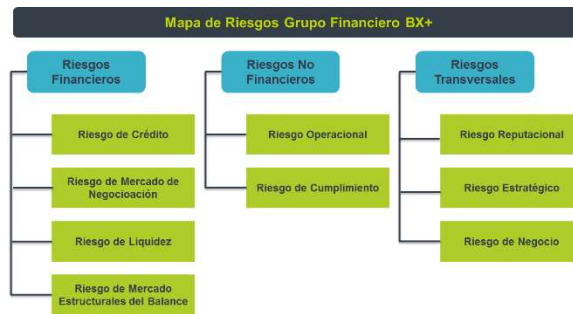 Mapa de Riesgos Grupo Financiero BX+
Riesgos
Financieros
Riesgo de Crédito
Riesgo de Mercado de
Negocioación
Riesgo de Liquidez
Riesgo de Mercado
Estructurales del Balance
Riesgos No
Financieros
Riesgo Operacional
Riesgo de Cumplimiento
Riesgos
Transversales
Riesgo Reputacional
Riesgo Estratégico
Riesgo de Negocio